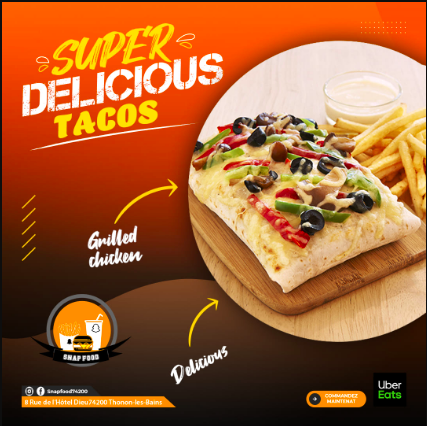 SUPER
DELICIOUS
TACOS
Grilled
chicken
Delicious
SNAP FOOD
Snapfood74200
8 Rue de l'Hôtel Dieu74200 Thonon-les-Bains
COMMANDEZ
MAINTENAT
Uber
Eats